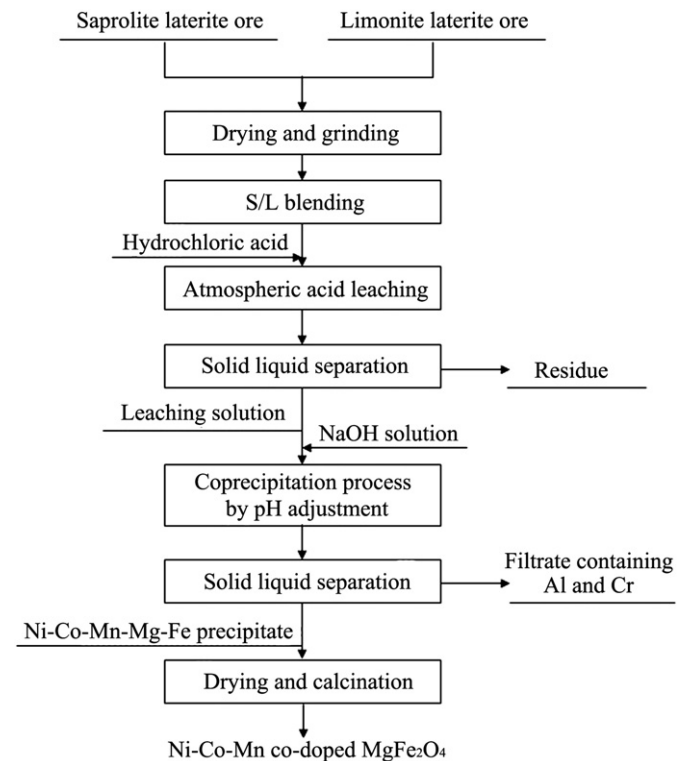 Saprolite laterite ore
Limonite laterite ore
Drying and grinding
S/L blending
Hydrochloric acid
Atmospheric acid leaching
Solid liquid separation
Residue
Leaching solution
NaOH solution
Coprecipitation process
by pH adjustment
Solid liquid separation
Filtrate containing
Al and Cr
Ni-Co-Mn-Mg-Fe precipitate
Drying and calcination
Ni-Co-Mn co-doped MgFe₂O₄